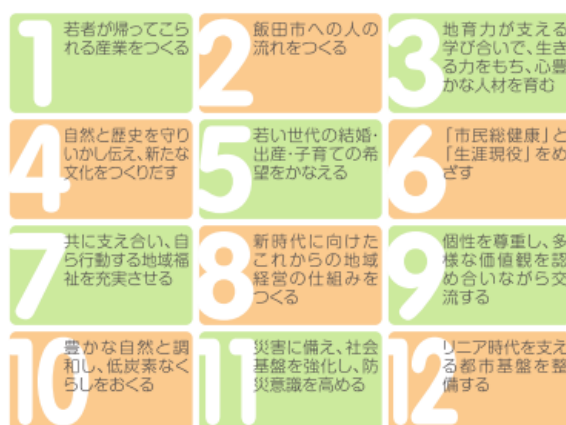 1
若者が帰ってこら
れる産業をつくる
2
飯田市への人の
流れをつくる
3
地育力が支える
学び合いで、生き
る力をもち、心豊
かな人材を育む
4
自然と歴史を守り
いかし伝え、新たな
文化をつくりだす
5
若い世代の結婚・
出産・子育ての希
望をかなえる
6
「市民総健康」と
「生涯現役」をめ
ざす
7
共に支え合い、自
ら行動する地域福
祉を充実させる
8
新時代に向けた
これからの地域
経営の仕組みを
つくる
9
個性を尊重し、多
様な価値観を認
め合いながら交
流する
10
豊かな自然と調
和し、低炭素なく
らしをおくる
11
災害に備え、社会
基盤を強化し、防
災意識を高める
12
リニア時代を支え
る都市基盤を整
備する